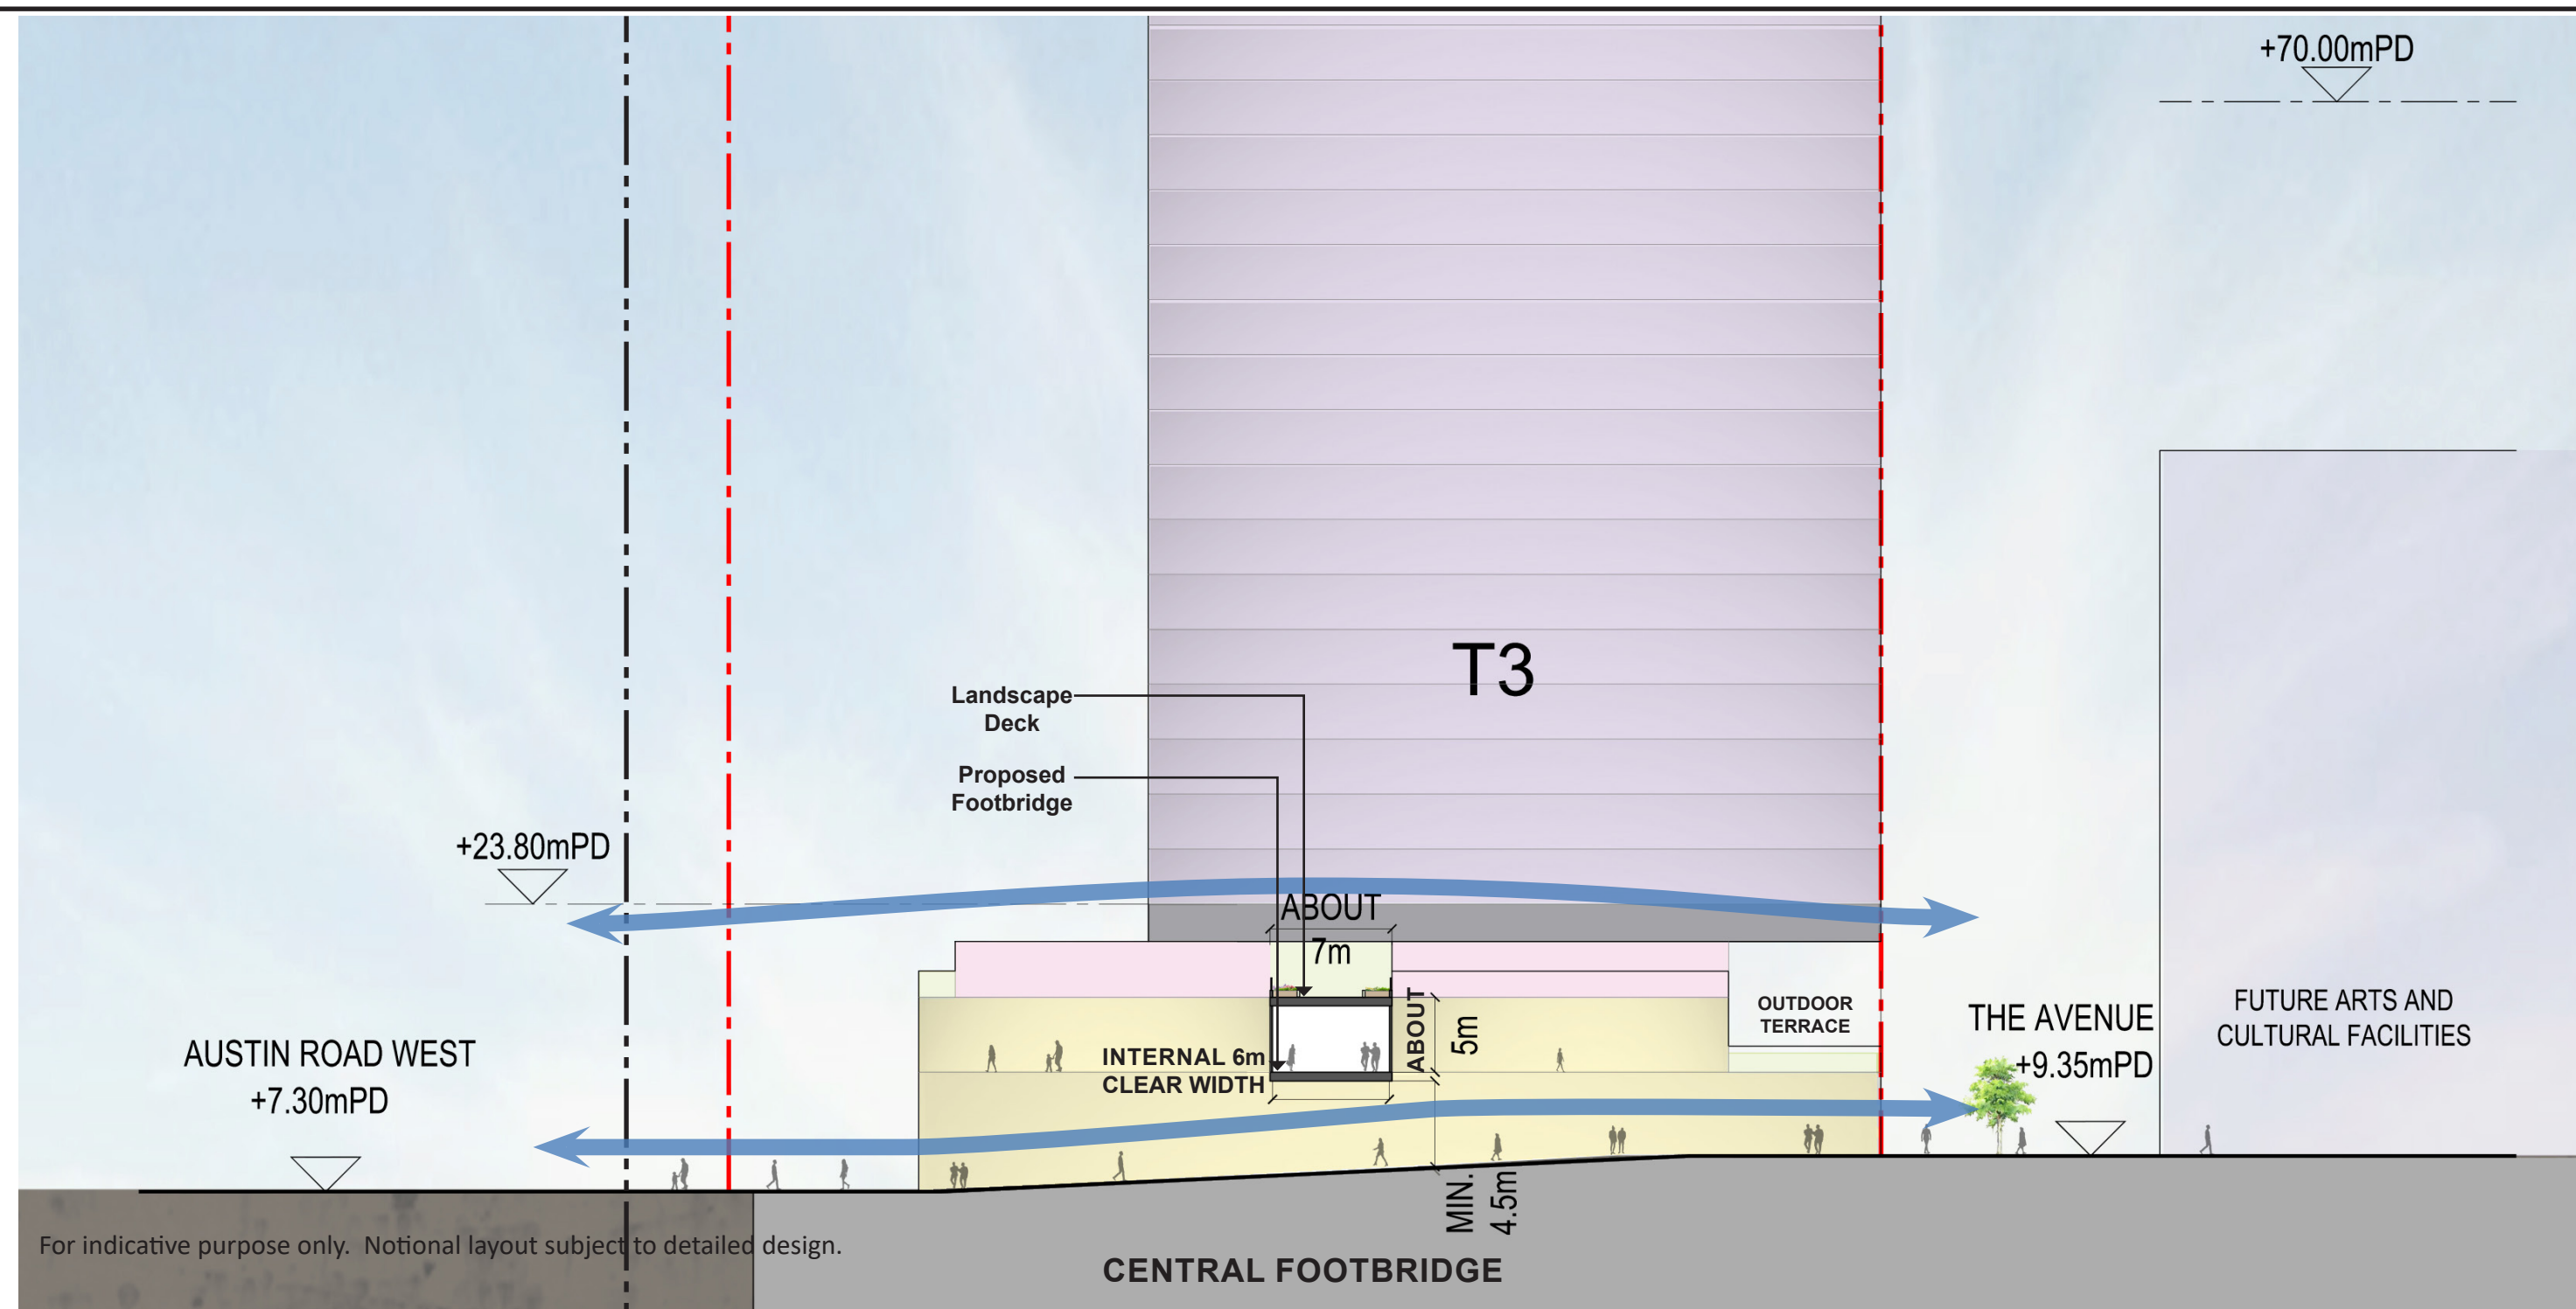 +70.00mPD
T3
Landscape
Deck
Proposed
Footbridge
+23.80mPD
ABOUT
7m
OUTDOOR
TERRACE
ABOUT
5m
INTERNAL 6m
CLEAR WIDTH
AUSTIN ROAD WEST
+7.30mPD
THE AVENUE
+9.35mPD
FUTURE ARTS AND
CULTURAL FACILITIES
MIN.
4.5m
For indicative purpose only.  Notional layout subject to detailed design.
CENTRAL FOOTBRIDGE